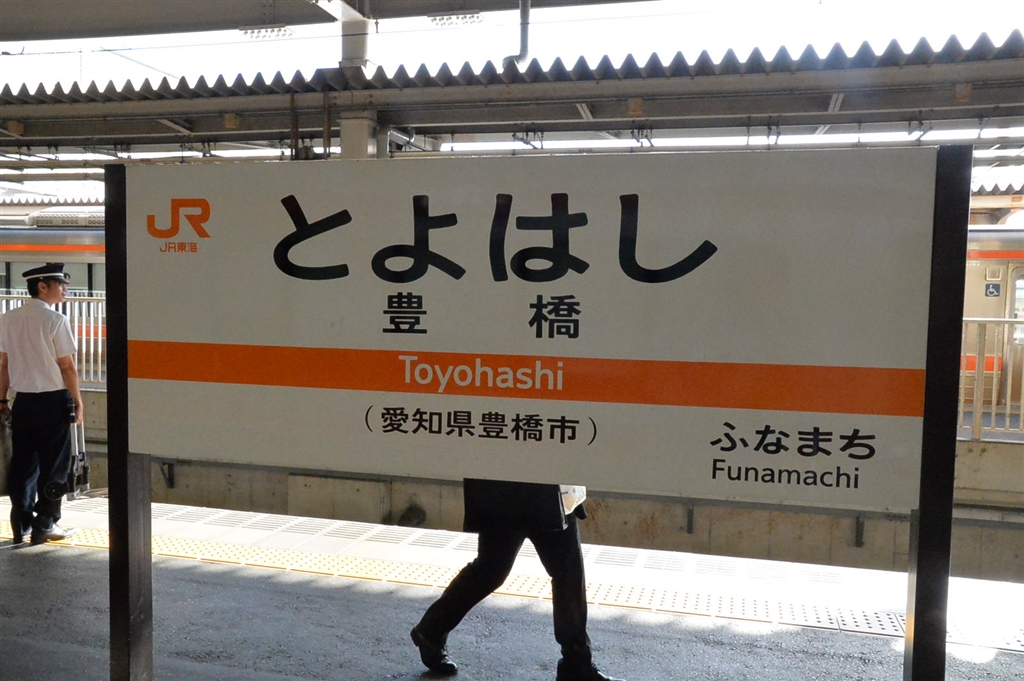 JR
JR東海
とよはし
豊橋
Toyohashi
（愛知県豊橋市）
ふなまち
Funamachi